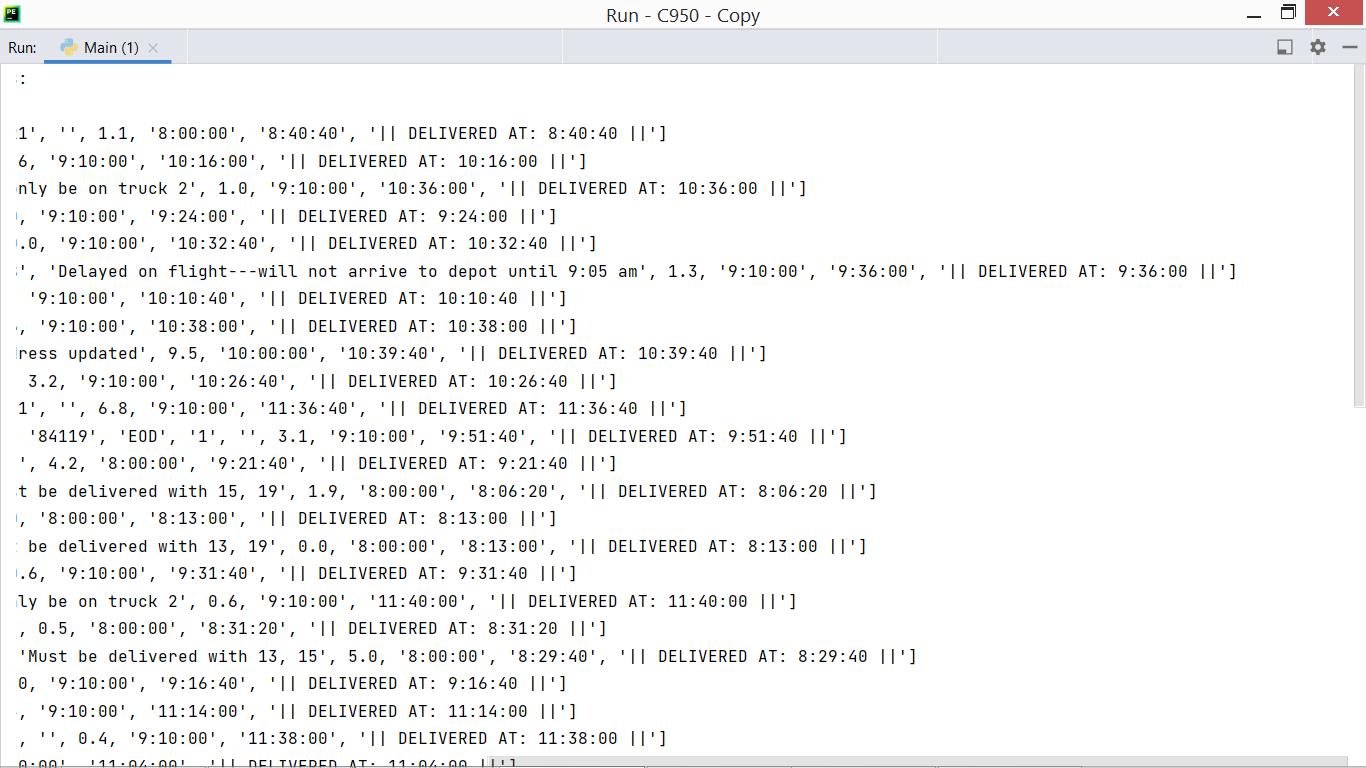 Run - C950 - Copy
Run: Main (1)
:
1', '', 1.1, '8:00:00', '8:40:40', '|| DELIVERED AT: 8:40:40 ||']
6, '9:10:00', '10:16:00', '|| DELIVERED AT: 10:16:00 ||']
nly be on truck 2', 1.0, '9:10:00', '10:36:00', '|| DELIVERED AT: 10:36:00 ||']
, '9:10:00', '9:24:00', '|| DELIVERED AT: 9:24:00 ||']
.0, '9:10:00', '10:32:40', '|| DELIVERED AT: 10:32:40 ||']
', 'Delayed on flight---will not arrive to depot until 9:05 am', 1.3, '9:10:00', '9:36:00', '|| DELIVERED AT: 9:36:00 ||']
'9:10:00', '10:10:40', '|| DELIVERED AT: 10:10:40 ||']
, '9:10:00', '10:38:00', '|| DELIVERED AT: 10:38:00 ||']
ress updated', 9.5, '10:00:00', '10:39:40', '|| DELIVERED AT: 10:39:40 ||']
3.2, '9:10:00', '10:26:40', '|| DELIVERED AT: 10:26:40 ||']
1', '', 6.8, '9:10:00', '11:36:40', '|| DELIVERED AT: 11:36:40 ||']
'84119', 'EOD', '1', '', 3.1, '9:10:00', '9:51:40', '|| DELIVERED AT: 9:51:40 ||']
', 4.2, '8:00:00', '9:21:40', '|| DELIVERED AT: 9:21:40 ||']
t be delivered with 15, 19', 1.9, '8:00:00', '8:06:20', '|| DELIVERED AT: 8:06:20 ||']
, '8:00:00', '8:13:00', '|| DELIVERED AT: 8:13:00 ||']
be delivered with 13, 19', 0.0, '8:00:00', '8:13:00', '|| DELIVERED AT: 8:13:00 ||']
.6, '9:10:00', '9:31:40', '|| DELIVERED AT: 9:31:40 ||']
ly be on truck 2', 0.6, '9:10:00', '11:40:00', '|| DELIVERED AT: 11:40:00 ||']
, 0.5, '8:00:00', '8:31:20', '|| DELIVERED AT: 8:31:20 ||']
'Must be delivered with 13, 15', 5.0, '8:00:00', '8:29:40', '|| DELIVERED AT: 8:29:40 ||']
0, '9:10:00', '9:16:40', '|| DELIVERED AT: 9:16:40 ||']
, '9:10:00', '11:14:00', '|| DELIVERED AT: 11:14:00 ||']
, '', 0.4, '9:10:00', '11:38:00', '|| DELIVERED AT: 11:38:00 ||']
0:00', '11:04:00', '|| DELIVERED AT: 11:04:00 ||']